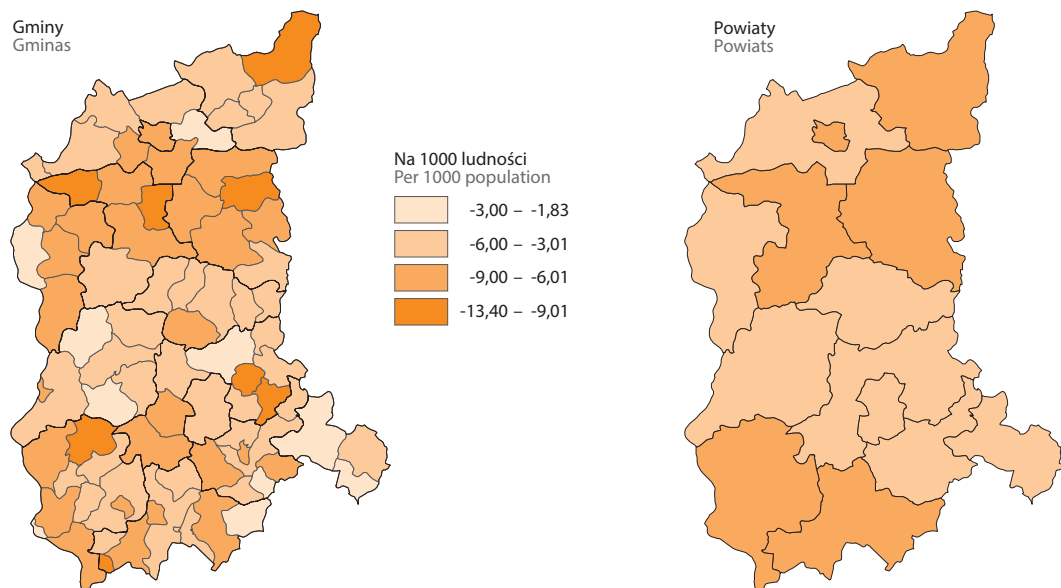 Gminy
Gminas
Powiaty
Powiats
Na 1000 ludności
Per 1000 population
-3,00 – -1,83
-6,00 – -3,01
-9,00 – -6,01
-13,40 – -9,01